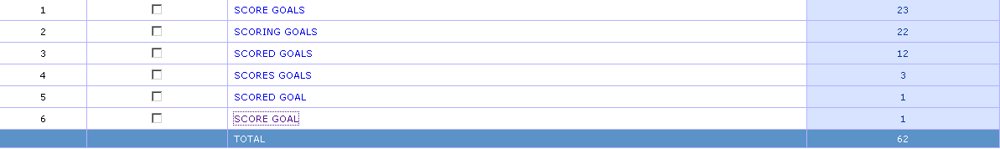 1 SCORE GOALS 23
2 SCORING GOALS 22
3 SCORED GOALS 12
4 SCORES GOALS 3
5 SCORED GOAL 1
6 SCORE GOAL 1
TOTAL 62